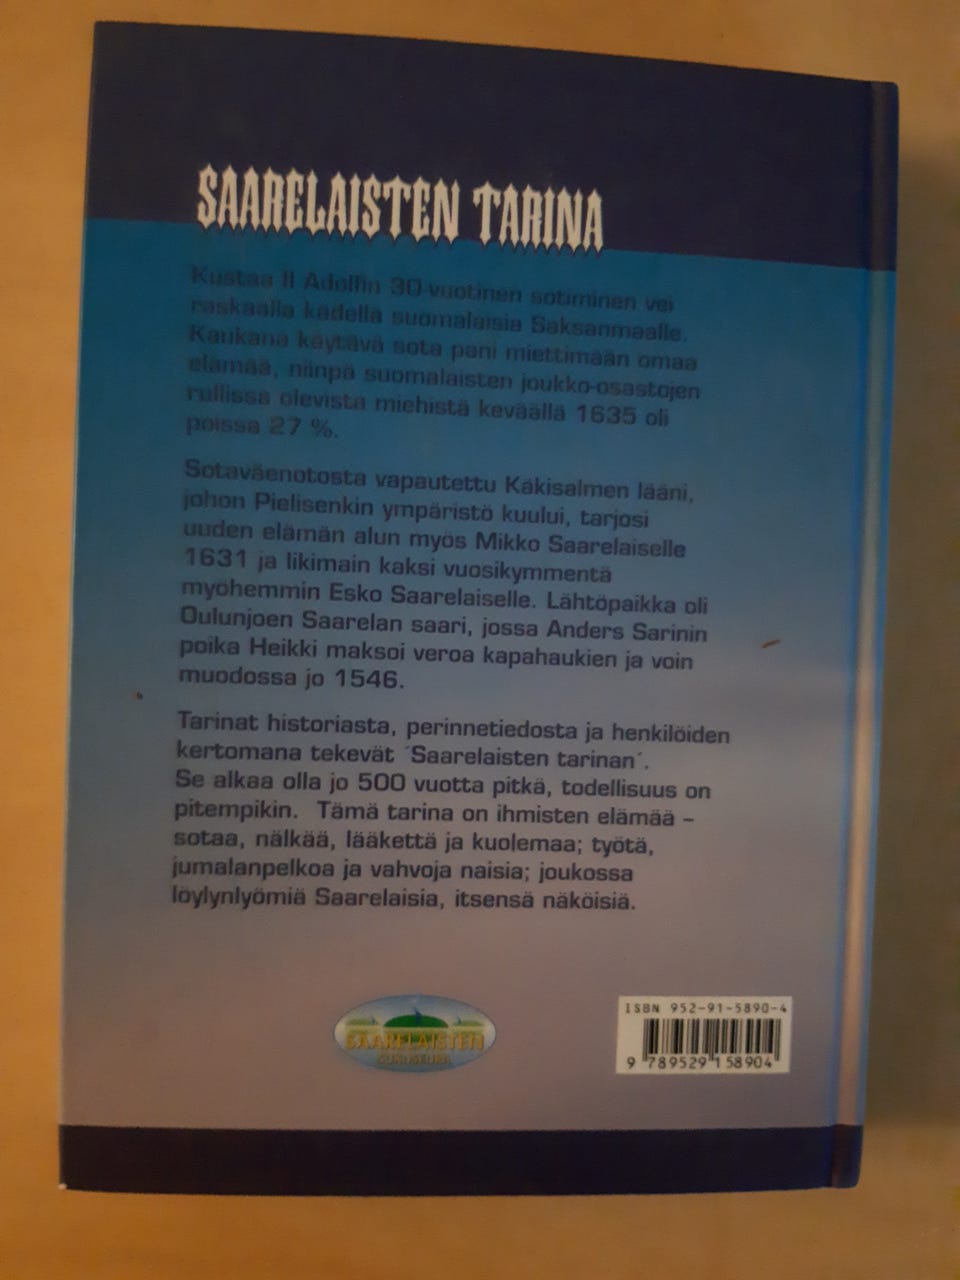 SAARELAISTEN TARINA
Kustaa II Adolfin 30-vuotinen sotiminen vei
raskaalla kädellä suomalaisia Saksanmaalle.
Kaukana käytävä sota pani miettimään omaa
elämää, niinpä suomalaisten joukko-osastojen
rullissa olevista miehistä keväällä 1635 oli
poissa 27 %.
Sotaväenotosta vapautettu Käkisalmen lääni,
johon Pielisenkin ympäristö kuului, tarjosi
uuden elämän alun myös Mikko Saarelaiselle
1631 ja likimain kaksi vuosikymmentä
myöhemmin Esko Saarelaiselle. Lähtöpaikka oli
Oulunjoen Saarelan saari, jossa Anders Sarinin
poika Heikki maksoi veroa kapahaukien ja voin
muodossa jo 1546.
Tarinat historiasta, perinnetiedosta ja henkilöiden
kertomana tekevät ´Saarelaisten tarinan´.
Se alkaa olla jo 500 vuotta pitkä, todellisuus on
pitempikin. Tämä tarina on ihmisten elämää –
sotaa, nälkää, lääkettä ja kuolemaa; työtä,
jumalanpelkoa ja vahvoja naisia; joukossa
löylynlyömiä Saarelaisia, itsensä näköisiä.
SAARELAISTEN
SUKUSEURA
ISBN 952-91-5890-4
9 789529 158904